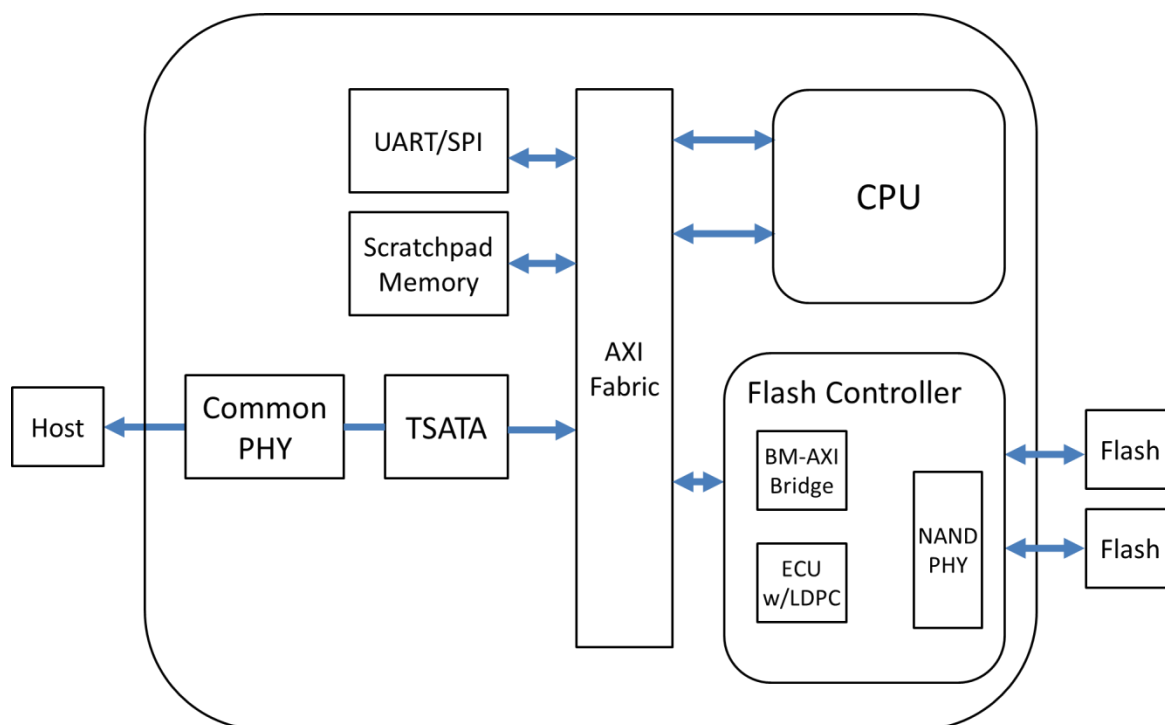 UART/SPI
Scratchpad
Memory
CPU
AXI
Fabric
Host
Common
PHY
TSATA
Flash Controller
BM-AXI
Bridge
ECU
w/LDPC
NAND
PHY
Flash
Flash